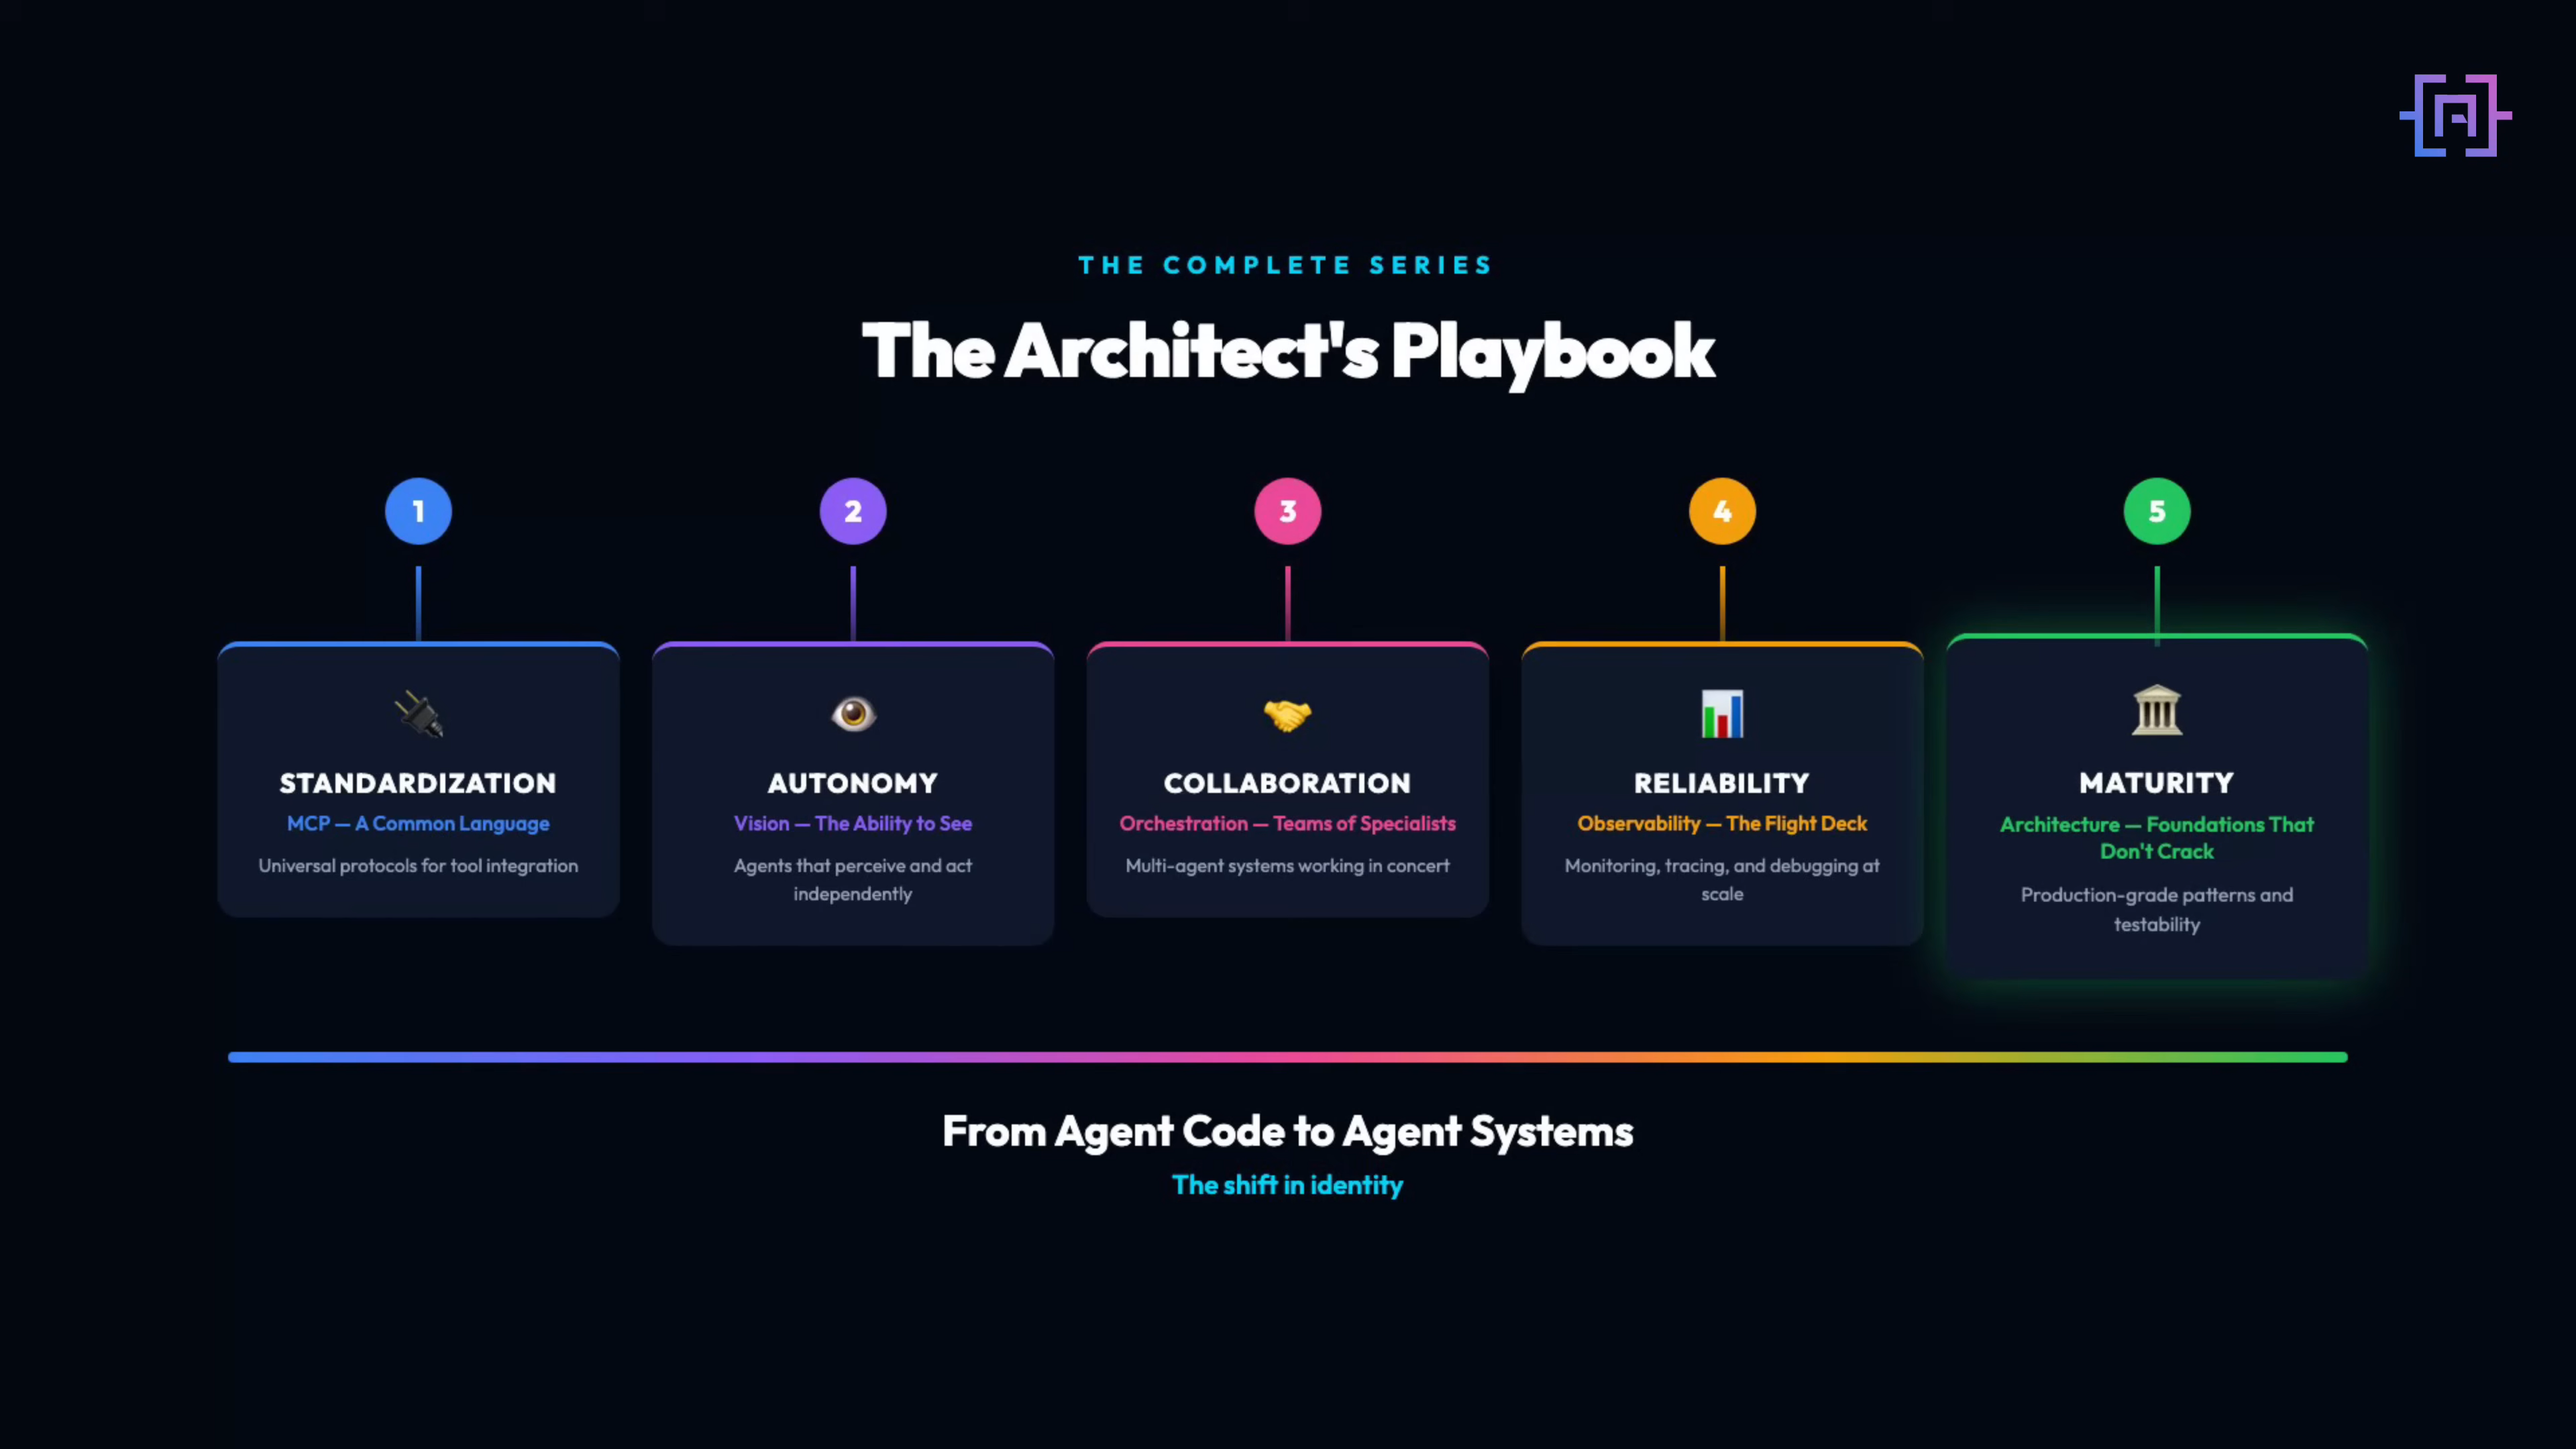 THE COMPLETE SERIES
The Architect's Playbook
1
2
3
4
5
STANDARDIZATION
MCP — A Common Language
Universal protocols for tool integration
AUTONOMY
Vision — The Ability to See
Agents that perceive and act
independently
COLLABORATION
Orchestration — Teams of Specialists
Multi-agent systems working in concert
RELIABILITY
Observability — The Flight Deck
Monitoring, tracing, and debugging at
scale
MATURITY
Architecture — Foundations That
Don't Crack
Production-grade patterns and
testability
From Agent Code to Agent Systems
The shift in identity